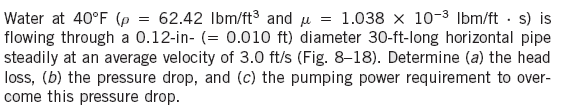 Water at 40°F (ρ = 62.42 lbm/ft³ and μ = 1.038 × 10⁻³ lbm/ft · s) is
flowing through a 0.12-in- (= 0.010 ft) diameter 30-ft-long horizontal pipe
steadily at an average velocity of 3.0 ft/s (Fig. 8–18). Determine (a) the head
loss, (b) the pressure drop, and (c) the pumping power requirement to over-
come this pressure drop.